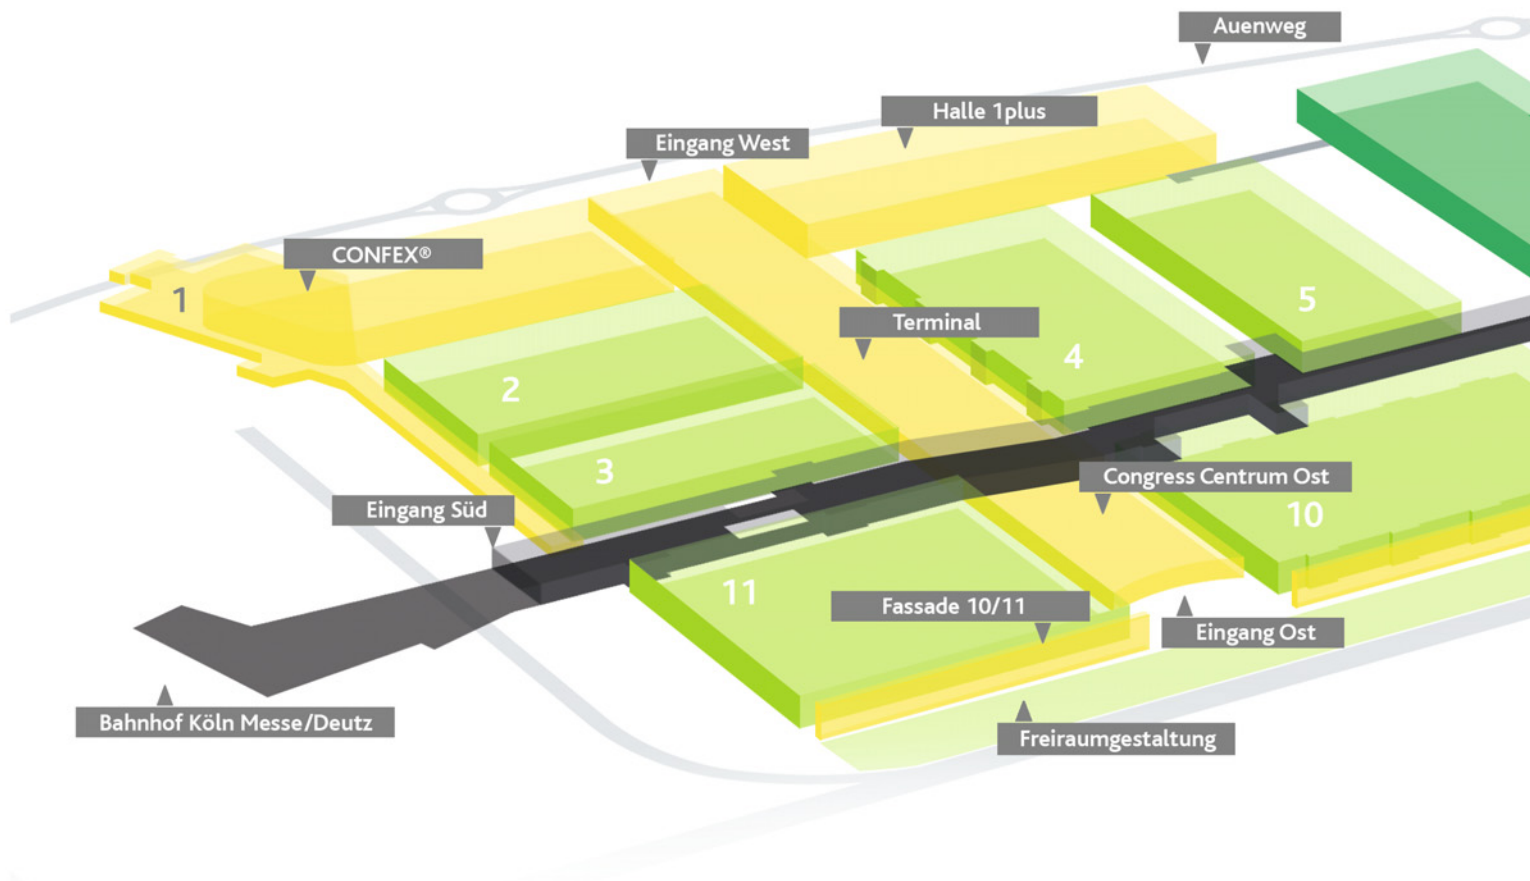 Auenweg
Halle 1plus
Eingang West
CONFEX®
1
5
Terminal
4
2
3
Congress Centrum Ost
Eingang Süd
10
11
Fassade 10/11
Eingang Ost
Bahnhof Köln Messe/Deutz
Freiraumgestaltung